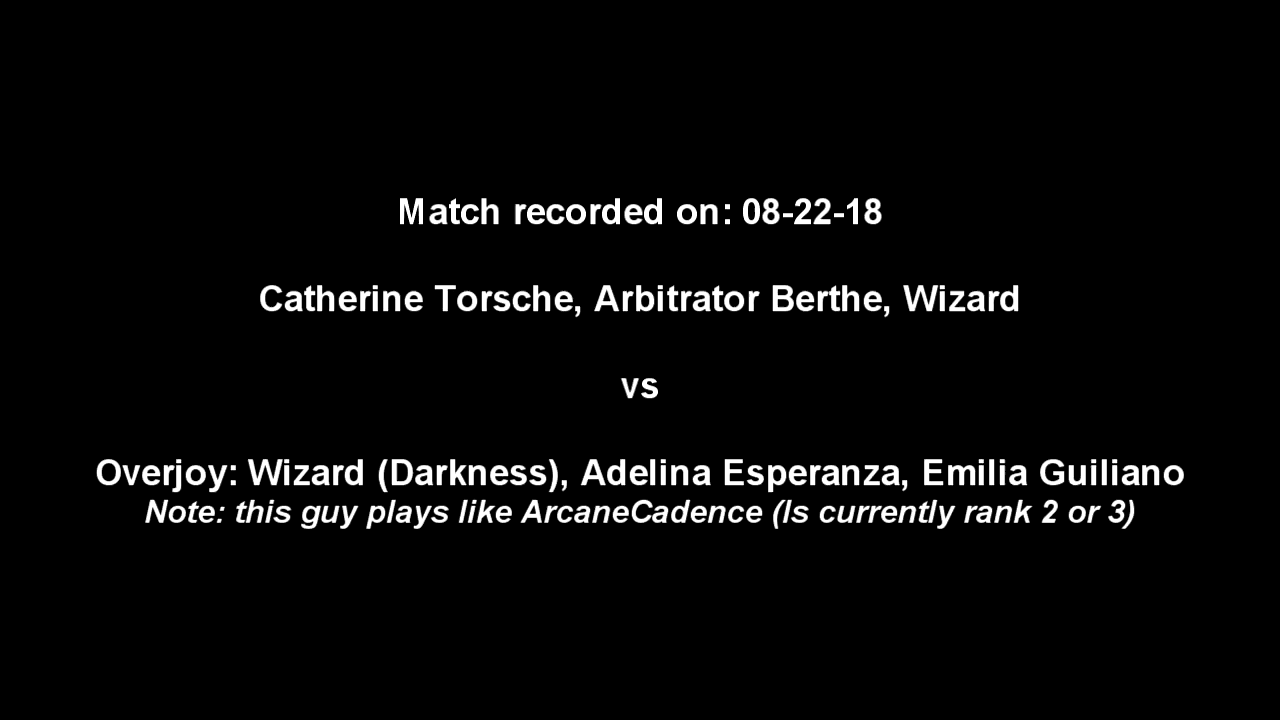 Match recorded on: 08-22-18
Catherine Torsche, Arbitrator Berthe, Wizard
vs
Overjoy: Wizard (Darkness), Adelina Esperanza, Emilia Guiliano
Note: this guy plays like ArcaneCadence (Is currently rank 2 or 3)